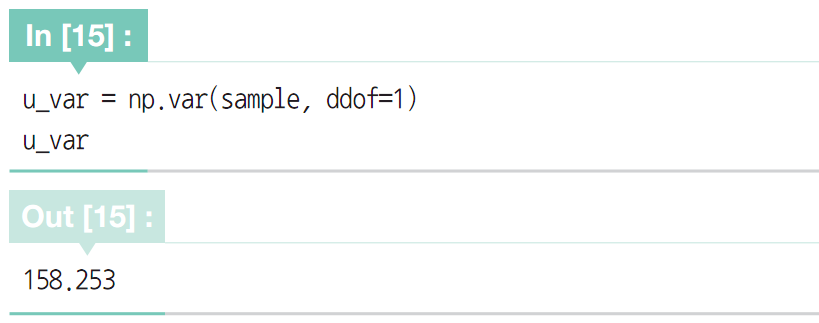 In [15] :
u_var = np.var(sample, ddof=1)
u_var
Out [15] :
158.253